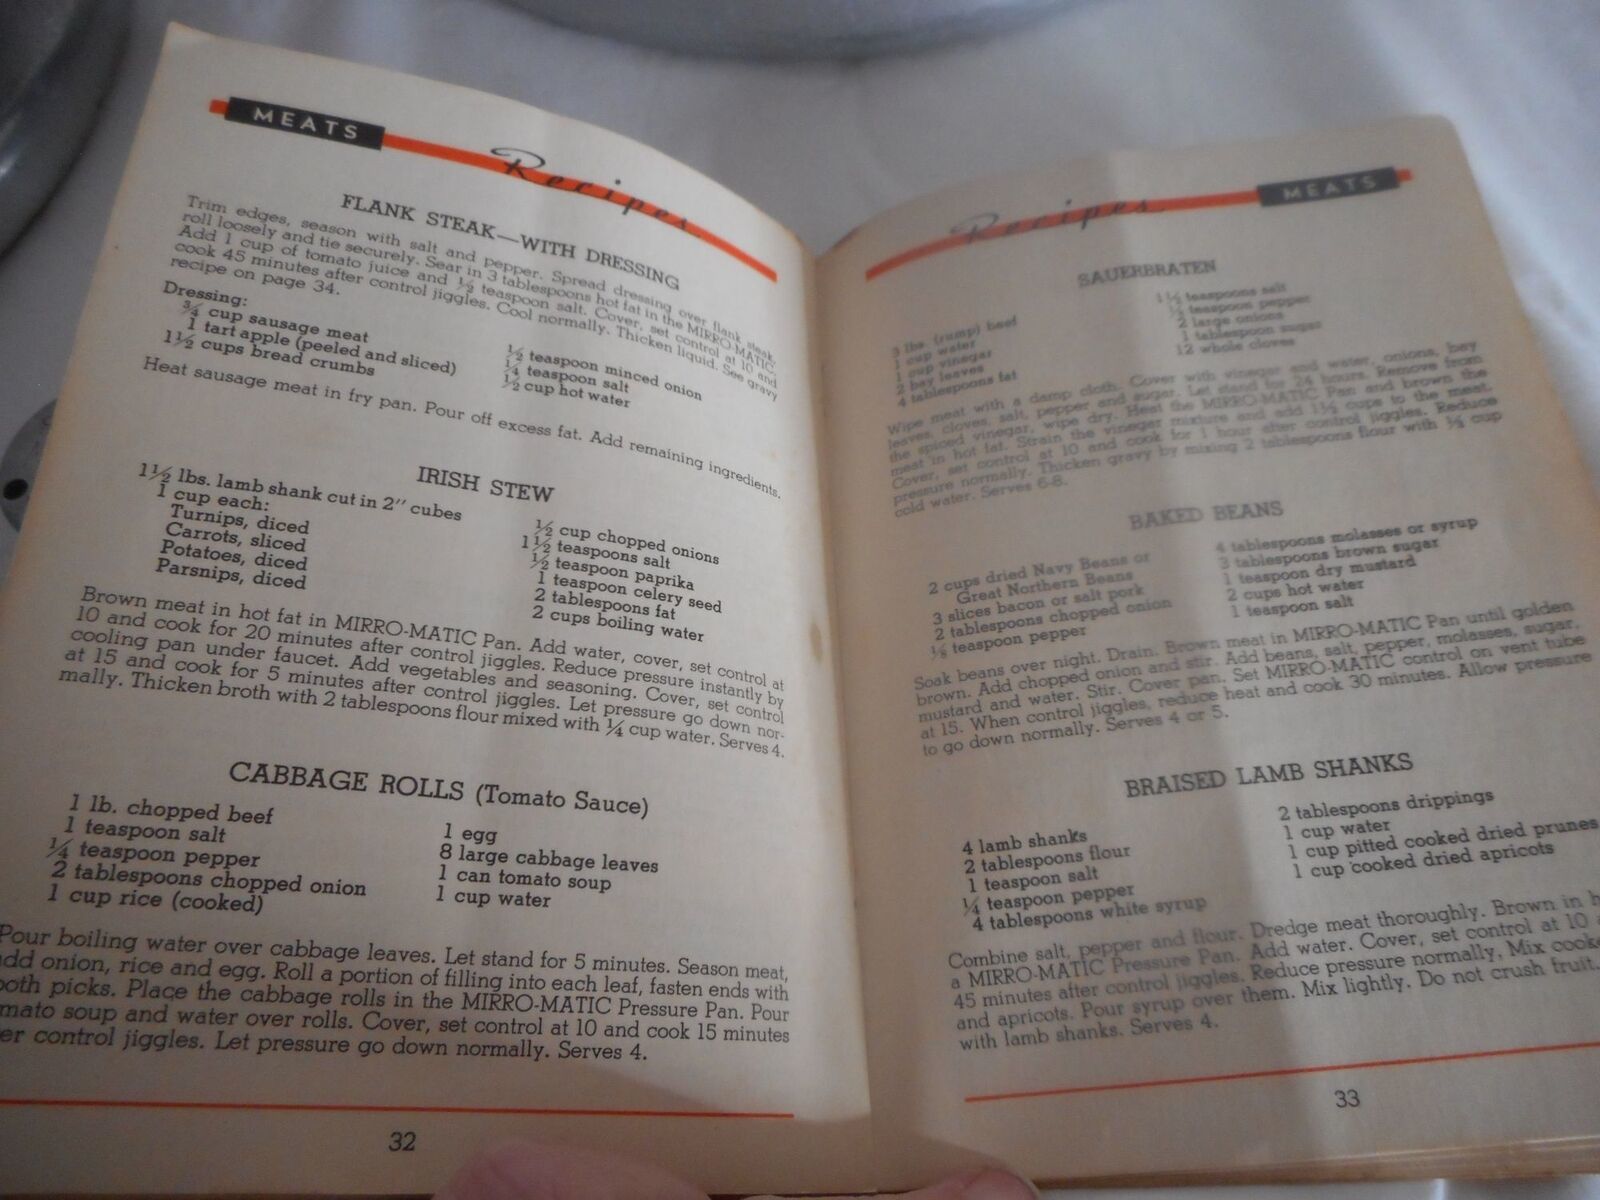 MEATS
Recipes
FLANK STEAK—WITH DRESSING
Trim edges, season with salt and pepper. Spread dressing over flank steak,
roll loosely and tie securely. Sear in 3 tablespoons hot fat in the MIRRO-MATIC.
Add 1 cup of tomato juice and ½ teaspoon salt. Cover, set control at 10 and
cook 45 minutes after control jiggles. Cool normally. Thicken liquid. See gravy
recipe on page 34.
Dressing:
¾ cup sausage meat
1 tart apple (peeled and sliced)
1½ cups bread crumbs
½ teaspoon minced onion
¼ teaspoon salt
½ cup hot water
Heat sausage meat in fry pan. Pour off excess fat. Add remaining ingredients.
IRISH STEW
1½ lbs. lamb shank cut in 2" cubes
1 cup each:
Turnips, diced
Carrots, sliced
Potatoes, diced
Parsnips, diced
½ cup chopped onions
1½ teaspoons salt
½ teaspoon paprika
1 teaspoon celery seed
2 tablespoons fat
2 cups boiling water
Brown meat in hot fat in MIRRO-MATIC Pan. Add water, cover, set control at
10 and cook for 20 minutes after control jiggles. Reduce pressure instantly by
cooling pan under faucet. Add vegetables and seasoning. Cover, set control
at 15 and cook for 5 minutes after control jiggles. Let pressure go down nor-
mally. Thicken broth with 2 tablespoons flour mixed with ¼ cup water. Serves 4.
CABBAGE ROLLS (Tomato Sauce)
1 lb. chopped beef
1 teaspoon salt
¼ teaspoon pepper
2 tablespoons chopped onion
1 cup rice (cooked)
1 egg
8 large cabbage leaves
1 can tomato soup
1 cup water
Pour boiling water over cabbage leaves. Let stand for 5 minutes. Season meat,
add onion, rice and egg. Roll a portion of filling into each leaf, fasten ends with
ooth picks. Place the cabbage rolls in the MIRRO-MATIC Pressure Pan. Pour
mato soup and water over rolls. Cover, set control at 10 and cook 15 minutes
er control jiggles. Let pressure go down normally. Serves 4.
32
Recipes
MEATS
SAUERBRATEN
3 lbs. (rump) beef
1 cup water
1 cup vinegar
2 bay leaves
4 tablespoons fat
1½ teaspoons salt
½ teaspoon pepper
2 large onions
1 tablespoon sugar
12 whole cloves
Wipe meat with a damp cloth. Cover with vinegar and water, onions, bay
leaves, cloves, salt, pepper and sugar. Let stand for 24 hours. Remove from
the spiced vinegar, wipe dry. Heat the MIRRO-MATIC Pan and brown the
meat in hot fat. Strain the vinegar mixture and add 1½ cups to the meat.
Cover, set control at 10 and cook for 1 hour after control jiggles. Reduce
pressure normally. Thicken gravy by mixing 2 tablespoons flour with cup
cold water. Serves 6-8.
BAKED BEANS
2 cups dried Navy Beans or
Great Northern Beans
3 slices bacon or salt pork
2 tablespoons chopped onion
⅛ teaspoon pepper
4 tablespoons molasses or syrup
3 tablespoons brown sugar
1 teaspoon dry mustard
2 cups hot water
1 teaspoon salt
Soak beans over night. Drain. Brown meat in MIRRO-MATIC Pan until golden
brown. Add chopped onion and stir. Add beans, salt, pepper, molasses, sugar,
mustard and water. Stir. Cover pan. Set MIRRO-MATIC control on vent tube
at 15. When control jiggles, reduce heat and cook 30 minutes. Allow pressure
to go down normally. Serves 4 or 5.
BRAISED LAMB SHANKS
4 lamb shanks
2 tablespoons flour
1 teaspoon salt
¼ teaspoon pepper
4 tablespoons white syrup
2 tablespoons drippings
1 cup water
1 cup pitted cooked dried prunes
1 cup cooked dried apricots
Combine salt, pepper and flour. Dredge meat thoroughly. Brown in h
a MIRRO-MATIC Pressure Pan. Add water. Cover, set control at 10
45 minutes after control jiggles. Reduce pressure normally, Mix cook
and apricots. Pour syrup over them. Mix lightly. Do not crush fruit.
with lamb shanks. Serves 4.
33